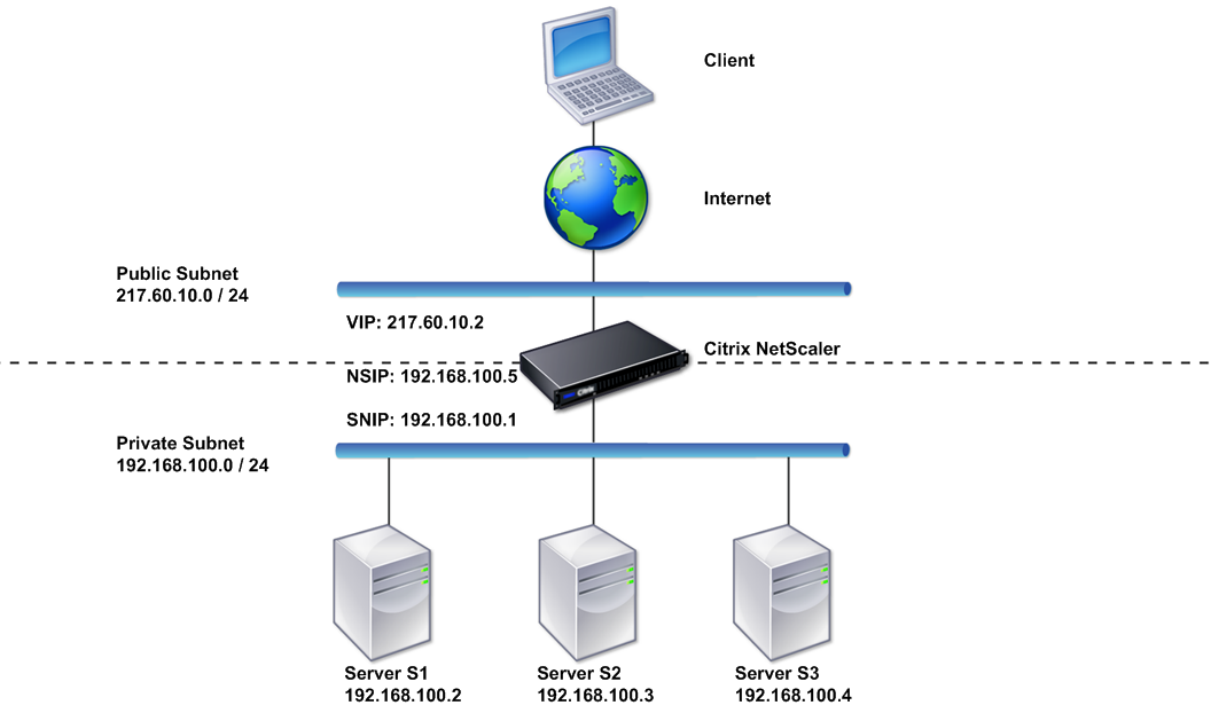 Client
Internet
Public Subnet
217.60.10.0 / 24
VIP: 217.60.10.2
Citrix NetScaler
NSIP: 192.168.100.5
SNIP: 192.168.100.1
Private Subnet
192.168.100.0 / 24
Server S1
192.168.100.2
Server S2
192.168.100.3
Server S3
192.168.100.4